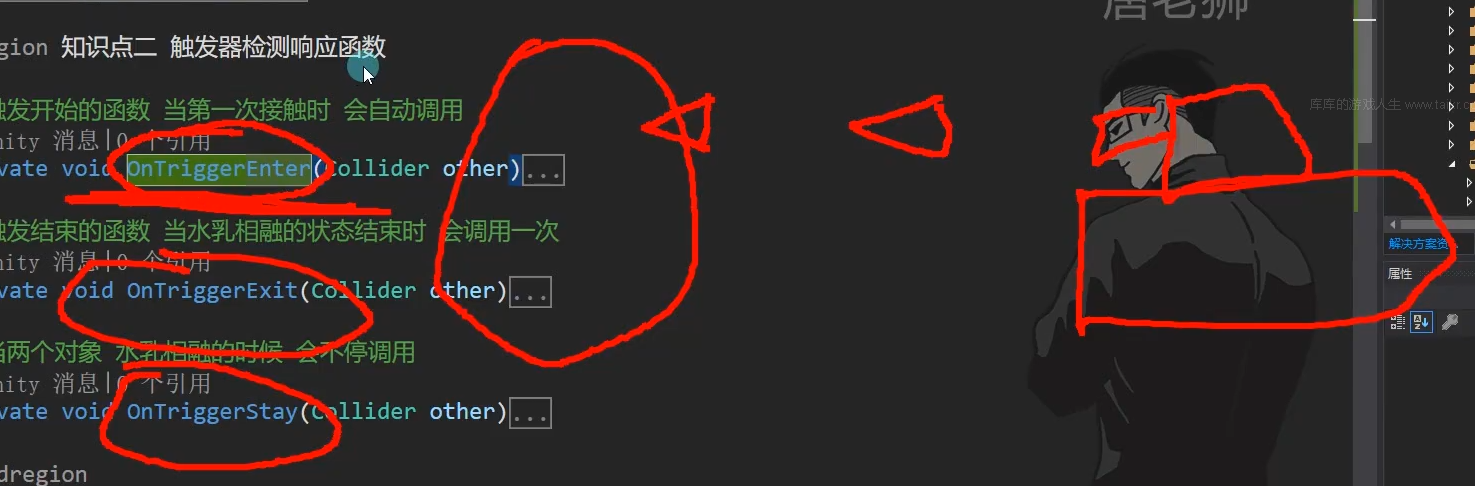 唐老狮
gion 知识点二 触发器检测响应函数
触发开始的函数 当第一次接触时 会自动调用
nity 消息|0 个引用
vate void OnTriggerEnter(Collider other)...
触发结束的函数 当水乳相融的状态结束时 会调用一次
nity 消息|0 个引用
vate void OnTriggerExit(Collider other)...
当两个对象 水乳相融的时候 会不停调用
nity 消息|0 个引用
vate void OnTriggerStay(Collider other)...
dregion
库库的游戏人生 www.ta
解决方案资
属性